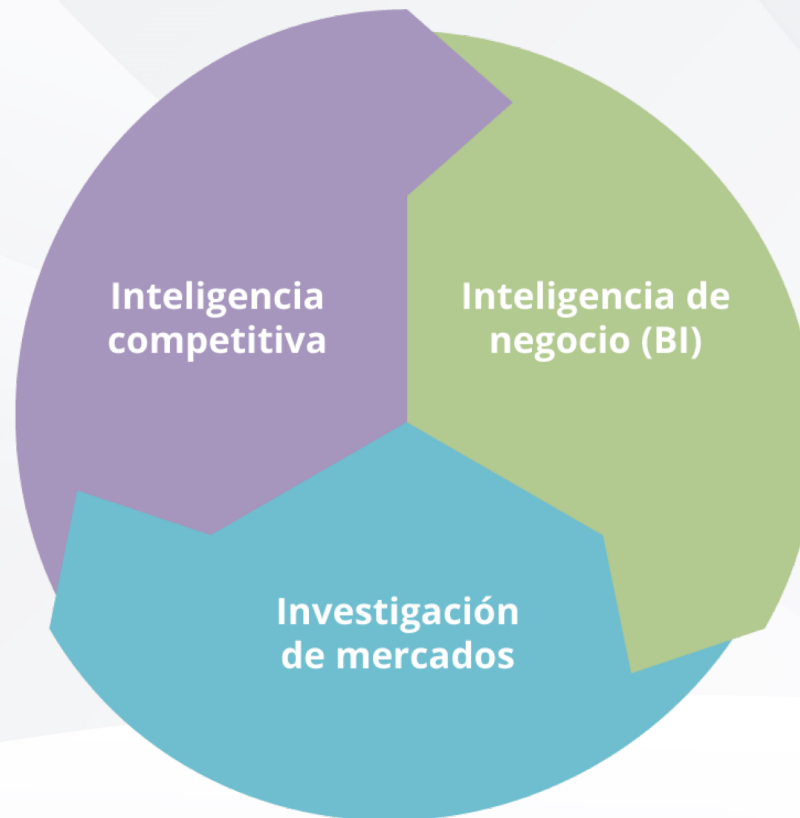 Inteligencia
competitiva
Inteligencia de
negocio (BI)
Investigación
de mercados